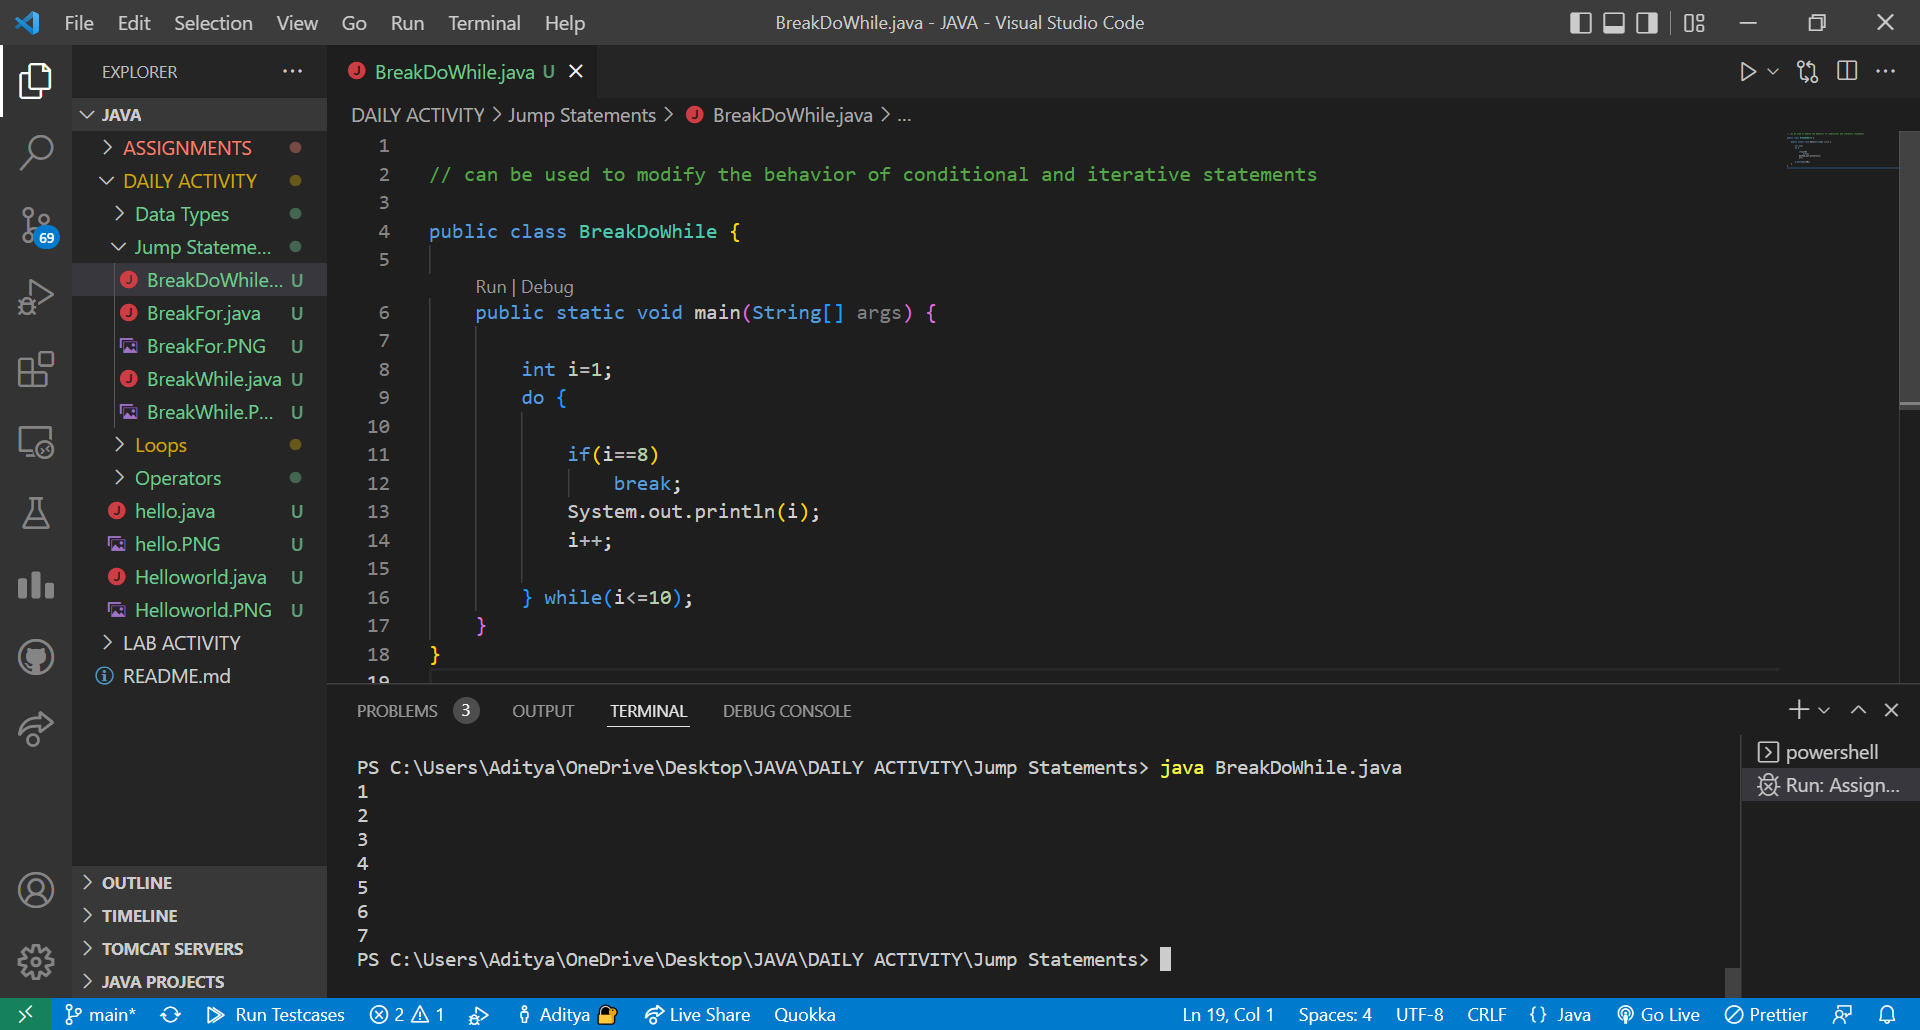 File Edit Selection View Go Run Terminal Help BreakDoWhile.java - JAVA - Visual Studio Code
EXPLORER
JAVA
ASSIGNMENTS
DAILY ACTIVITY
Data Types
Jump Stateme...
BreakDoWhile... U
BreakFor.java U
BreakFor.PNG U
BreakWhile.java U
BreakWhile.P... U
Loops
Operators
hello.java U
hello.PNG U
Helloworld.java U
Helloworld.PNG U
LAB ACTIVITY
README.md
69
OUTLINE
TIMELINE
TOMCAT SERVERS
JAVA PROJECTS
BreakDoWhile.java U
DAILY ACTIVITY > Jump Statements > BreakDoWhile.java > ...
1
2 // can be used to modify the behavior of conditional and iterative statements
3
4 public class BreakDoWhile {
5
Run | Debug
6 public static void main(String[] args) {
7
8 int i=1;
9 do {
10
11 if(i==8)
12 break;
13 System.out.println(i);
14 i++;
15
16 } while(i<=10);
17 }
18 }
19
PROBLEMS 3 OUTPUT TERMINAL DEBUG CONSOLE
PS C:\Users\Aditya\OneDrive\Desktop\JAVA\DAILY ACTIVITY\Jump Statements> java BreakDoWhile.java
1
2
3
4
5
6
7
PS C:\Users\Aditya\OneDrive\Desktop\JAVA\DAILY ACTIVITY\Jump Statements>
powershell
Run: Assign...
main* Run Testcases 2 1 Aditya Live Share Quokka Ln 19, Col 1 Spaces: 4 UTF-8 CRLF {} Java Go Live Prettier